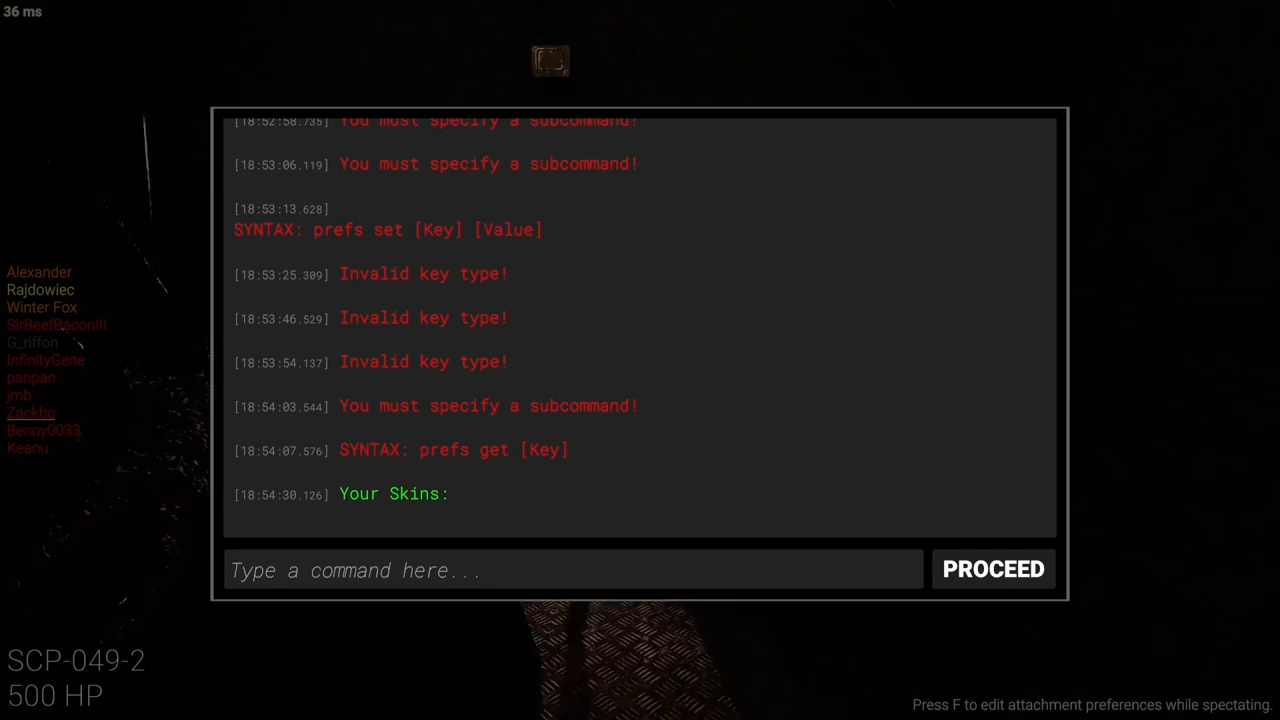 36 ms
[18:52:58.735] You must specify a subcommand!
[18:53:06.119] You must specify a subcommand!
[18:53:13.628]
SYNTAX: prefs set [Key] [Value]
[18:53:25.309] Invalid key type!
[18:53:46.529] Invalid key type!
[18:53:54.137] Invalid key type!
[18:54:03.544] You must specify a subcommand!
[18:54:07.576] SYNTAX: prefs get [Key]
[18:54:30.126] Your Skins:
Type a command here...
PROCEED
Alexander
Rajdowiec
Winter Fox
SirBeefBaconIII
G_riffon
InfinityGene
panpan
jmb
Zackbo
Benny0033
Keanu
SCP-049-2
500 HP
Press F to edit attachment preferences while spectating.